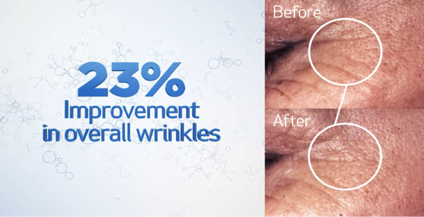 23%
Improvement
in overall wrinkles
Before
After